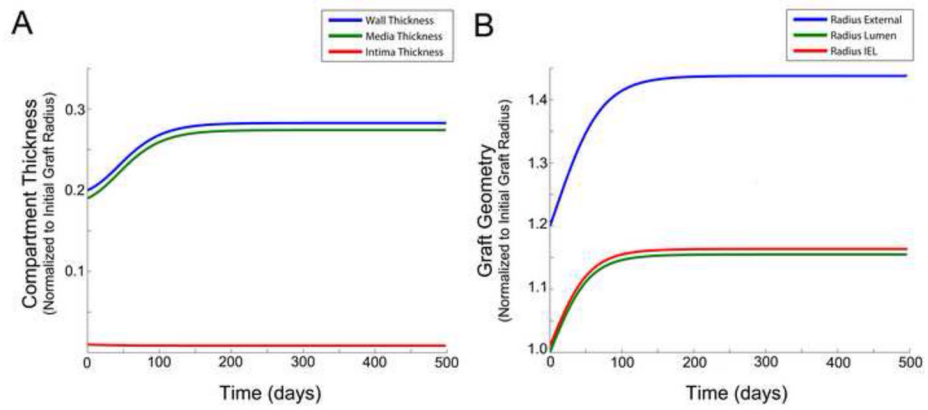 A
Wall Thickness
Media Thickness
Intima Thickness
Compartment Thickness
(Normalized to Initial Graft Radius)
0.3
0.2
0.1
0
100
200
300
400
500
Time (days)
B
Radius External
Radius Lumen
Radius IEL
Graft Geometry
(Normalized to Initial Graft Radius)
1.4
1.3
1.2
1.1
1.0
0
100
200
300
400
500
Time (days)